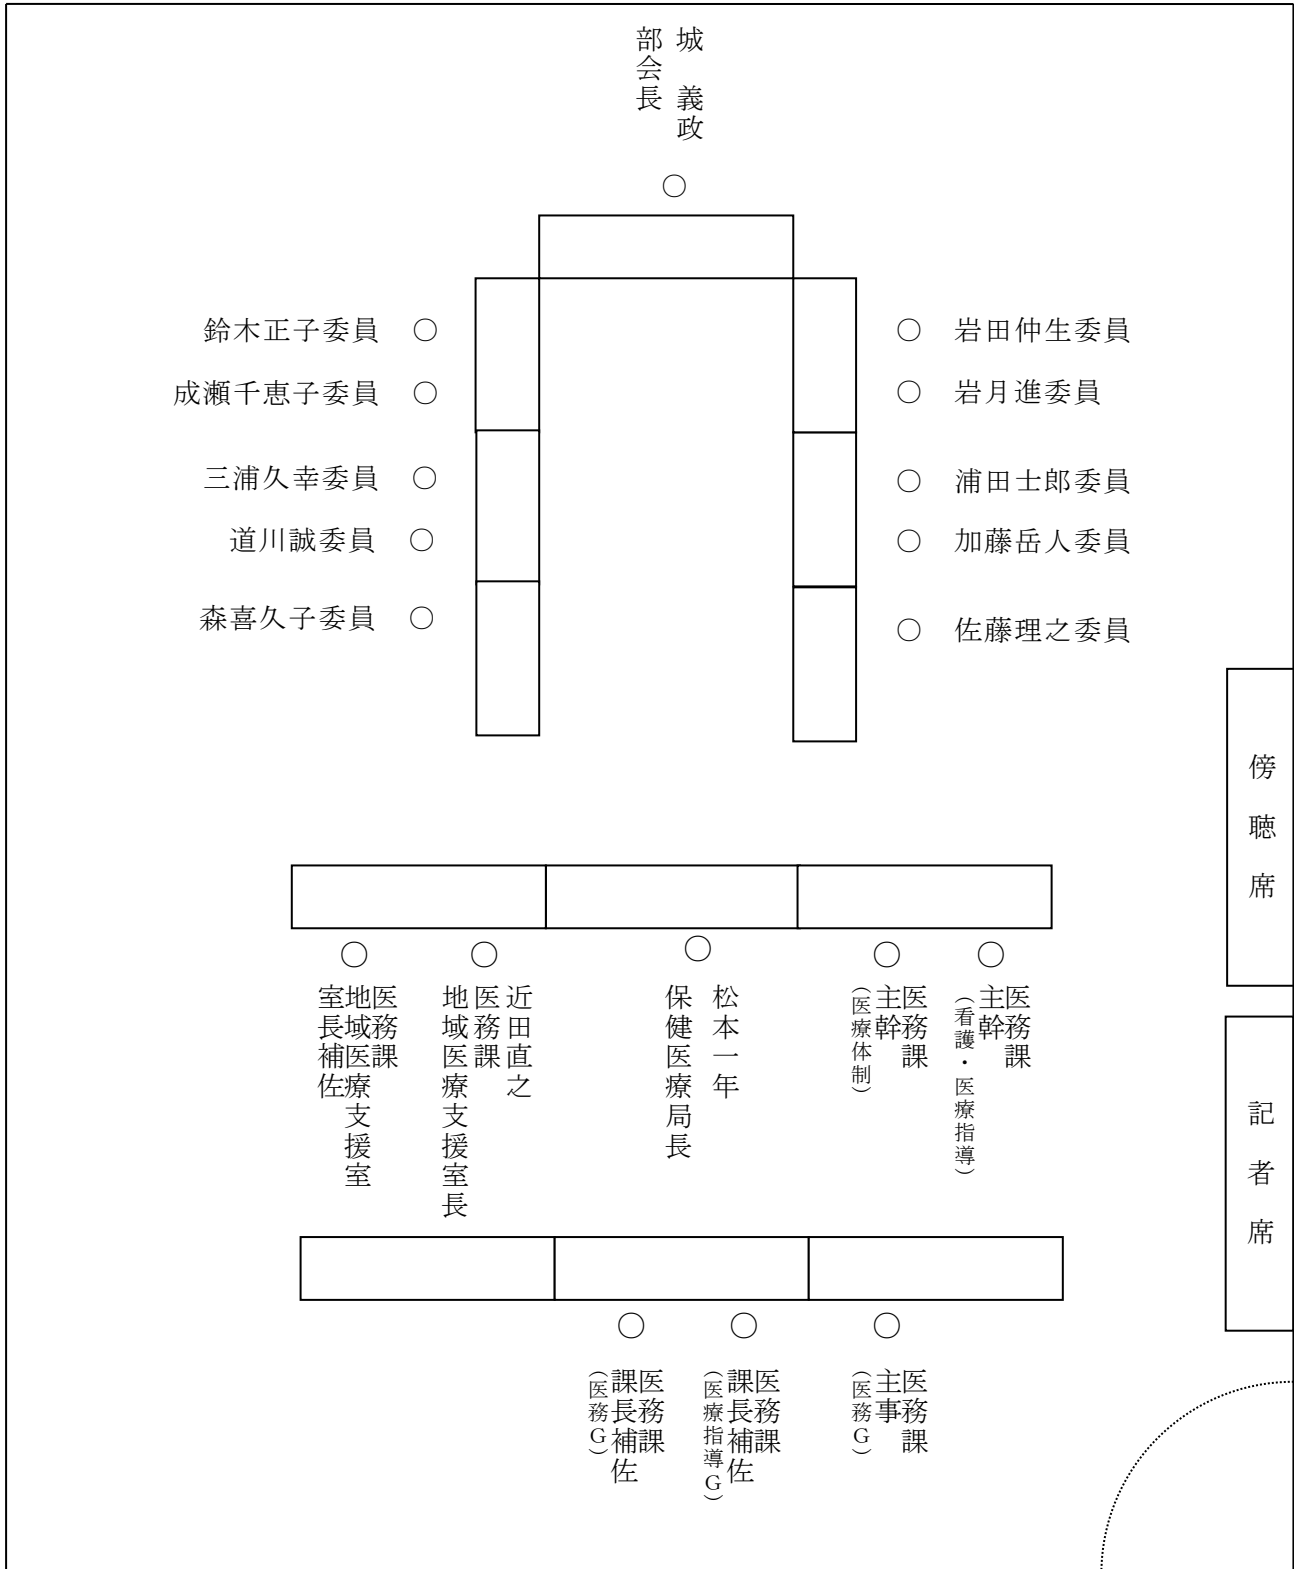 城　義政
部会長
○
鈴木正子委員　○
成瀬千恵子委員　○
三浦久幸委員　○
道川誠委員　○
森喜久子委員　○
○　岩田仲生委員
○　岩月進委員
○　浦田士郎委員
○　加藤岳人委員
○　佐藤理之委員
傍聴席
記者席
○
医務課
主幹
（看護・医療指導）
○
医務課
主幹
（医療体制）
○
松本一年
保健医療局長
○
近田直之
医務課
地域医療支援室長
○
医務課
地域医療支援室
室長補佐
○
医務課
主事
（医務G）
○
医務課
課長補佐
（医療指導G）
○
医務課
課長補佐
（医務G）